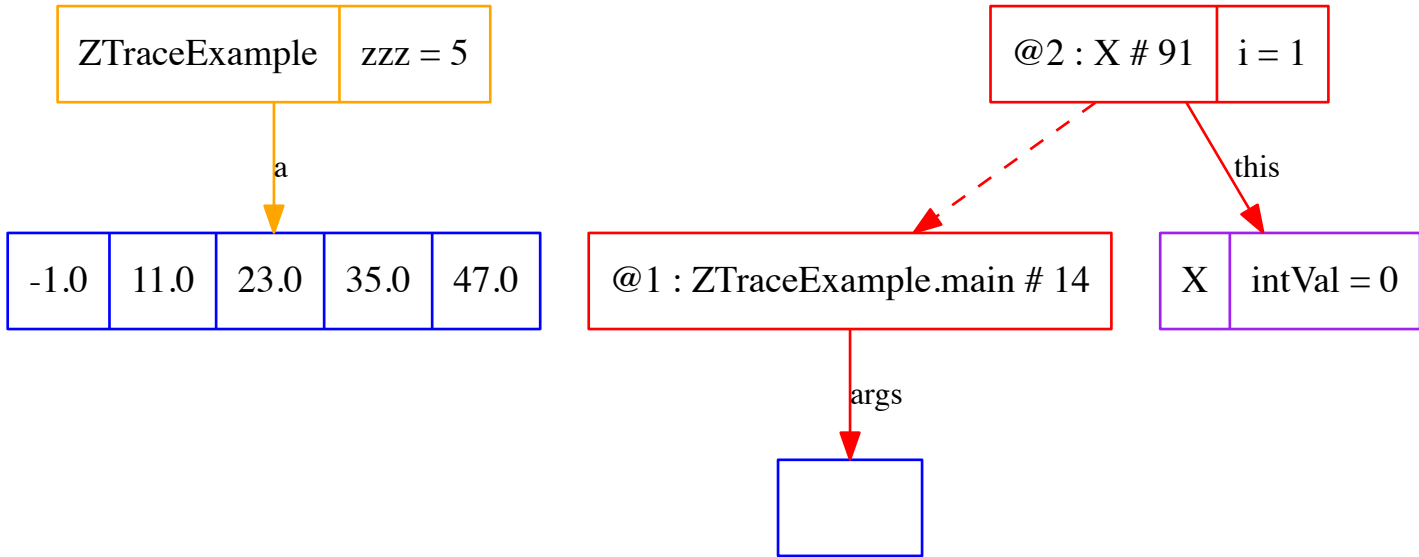 ZTraceExample zzz = 5
@2 : X # 91 i = 1
a
this
-1.0 11.0 23.0 35.0 47.0
@1 : ZTraceExample.main # 14
X intVal = 0
args